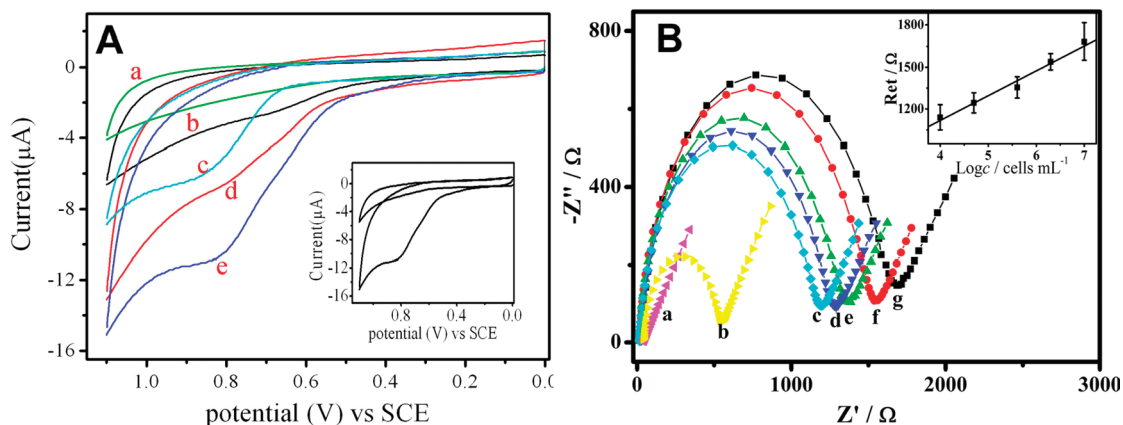 A
Current(μA)
0
-4
-8
-12
-16
a
b
c
d
e
1.0
0.8
0.6
0.4
0.2
0.0
potential (V) vs SCE
Current(μA)
0
-4
-8
-12
-16
1.0
0.5
0.0
potential (V) vs SCE
B
-Z'' / Ω
800
400
0
a
b
c
d
e
f
g
0
1000
2000
3000
Z' / Ω
Ret / Ω
1800
1500
1200
4
5
6
7
Logc / cells mL⁻¹